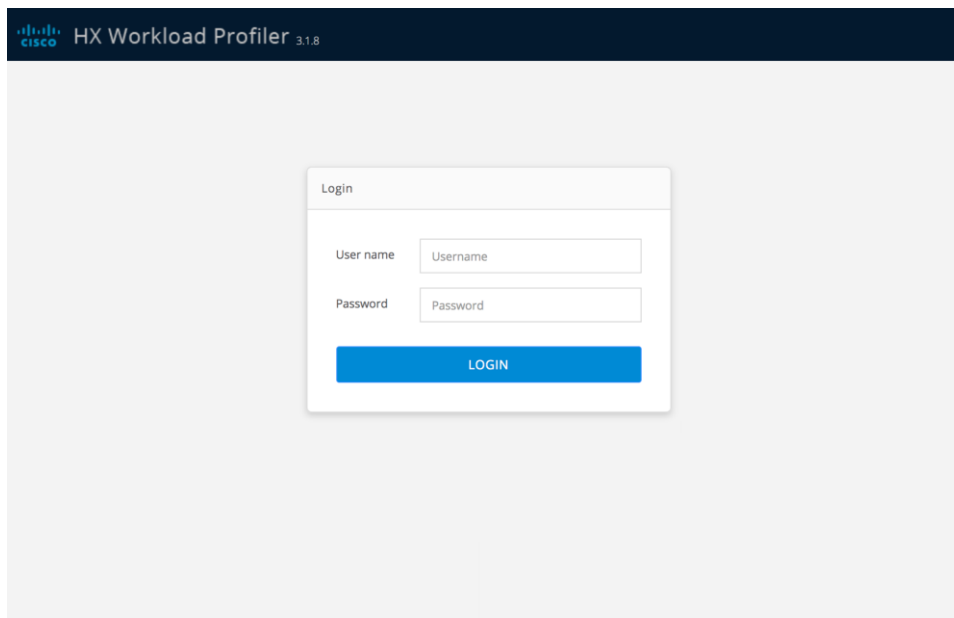 cisco HX Workload Profiler 3.1.8
Login
User name Username
Password Password
LOGIN